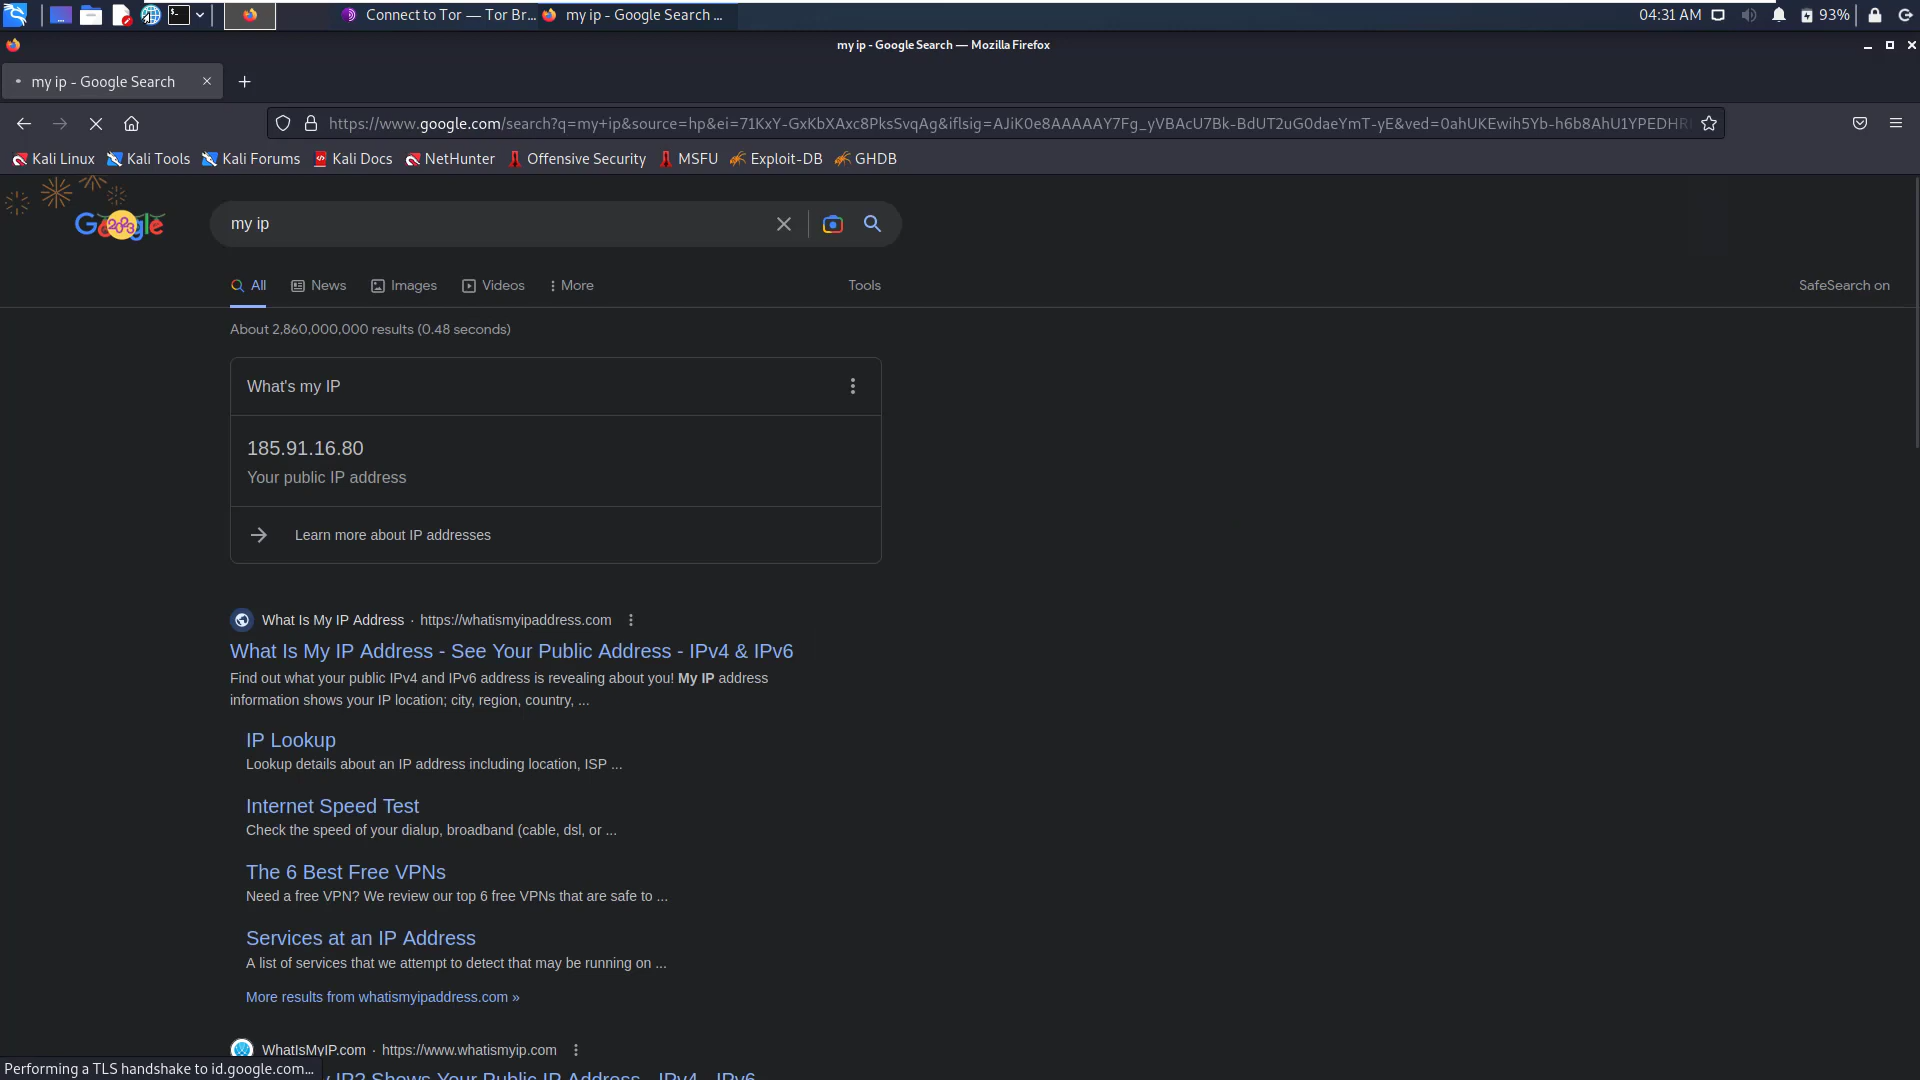 Connect to Tor — Tor Br...
my ip - Google Search ...
04:31 AM
93%
my ip - Google Search — Mozilla Firefox
my ip - Google Search
https://www.google.com/search?q=my+ip&source=hp&ei=71KxY-GxKbXAxc8PksSvqAg&iflsig=AJiK0e8AAAAAY7Fg_yVBAcU7Bk-BdUT2uG0daeYmT-yE&ved=0ahUKEwih5Yb-h6b8AhU1YPEDHR
Kali Linux
Kali Tools
Kali Forums
Kali Docs
NetHunter
Offensive Security
MSFU
Exploit-DB
GHDB
Google
2023
my ip
All
News
Images
Videos
More
Tools
SafeSearch on
About 2,860,000,000 results (0.48 seconds)
What's my IP
185.91.16.80
Your public IP address
Learn more about IP addresses
What Is My IP Address · https://whatismyipaddress.com
What Is My IP Address - See Your Public Address - IPv4 & IPv6
Find out what your public IPv4 and IPv6 address is revealing about you! My IP address
information shows your IP location; city, region, country, ...
IP Lookup
Lookup details about an IP address including location, ISP ...
Internet Speed Test
Check the speed of your dialup, broadband (cable, dsl, or ...
The 6 Best Free VPNs
Need a free VPN? We review our top 6 free VPNs that are safe to ...
Services at an IP Address
A list of services that we attempt to detect that may be running on ...
More results from whatismyipaddress.com »
WhatIsMyIP.com · https://www.whatismyip.com
Performing a TLS handshake to id.google.com...
IP? Shows Your Public IP Address - IPv4 - IPv6